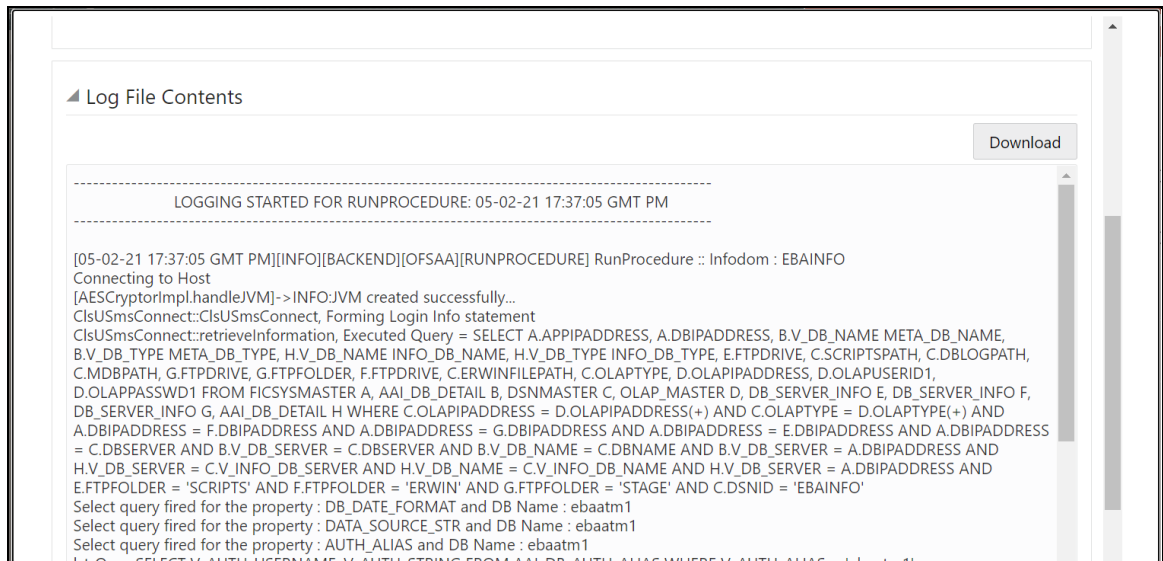 Log File Contents
Download
-----------------------------------------------------------------------------------------------------
LOGGING STARTED FOR RUNPROCEDURE: 05-02-21 17:37:05 GMT PM
-----------------------------------------------------------------------------------------------------
[05-02-21 17:37:05 GMT PM][INFO][BACKEND][OFSAA][RUNPROCEDURE] RunProcedure :: Infodom : EBAINFO
Connecting to Host
[AESCryptorImpl.handleJVM]->INFO:JVM created successfully...
ClsUSmsConnect::ClsUSmsConnect, Forming Login Info statement
ClsUSmsConnect::retrieveInformation, Executed Query = SELECT A.APPIPADDRESS, A.DBIPADDRESS, B.V_DB_NAME META_DB_NAME,
B.V_DB_TYPE META_DB_TYPE, H.V_DB_NAME INFO_DB_NAME, H.V_DB_TYPE INFO_DB_TYPE, E.FTPDRIVE, C.SCRIPTSPATH, C.DBLOGPATH,
C.MDBPATH, G.FTPDRIVE, G.FTPFOLDER, F.FTPDRIVE, C.ERWINFILEPATH, C.OLAPTYPE, D.OLAPIPADDRESS, D.OLAPUSERID1,
D.OLAPPASSWD1 FROM FICSYSMASTER A, AAI_DB_DETAIL B, DSNMASTER C, OLAP_MASTER D, DB_SERVER_INFO E, DB_SERVER_INFO F,
DB_SERVER_INFO G, AAI_DB_DETAIL H WHERE C.OLAPIPADDRESS = D.OLAPIPADDRESS(+) AND C.OLAPTYPE = D.OLAPTYPE(+) AND
A.DBIPADDRESS = F.DBIPADDRESS AND A.DBIPADDRESS = G.DBIPADDRESS AND A.DBIPADDRESS = E.DBIPADDRESS AND A.DBIPADDRESS
= C.DBSERVER AND B.V_DB_SERVER = C.DBSERVER AND B.V_DB_NAME = C.DBNAME AND B.V_DB_SERVER = A.DBIPADDRESS AND
H.V_DB_SERVER = C.V_INFO_DB_SERVER AND H.V_DB_NAME = C.V_INFO_DB_NAME AND H.V_DB_SERVER = A.DBIPADDRESS AND
E.FTPFOLDER = 'SCRIPTS' AND F.FTPFOLDER = 'ERWIN' AND G.FTPFOLDER = 'STAGE' AND C.DSNID = 'EBAINFO'
Select query fired for the property : DB_DATE_FORMAT and DB Name : ebaatm1
Select query fired for the property : DATA_SOURCE_STR and DB Name : ebaatm1
Select query fired for the property : AUTH_ALIAS and DB Name : ebaatm1